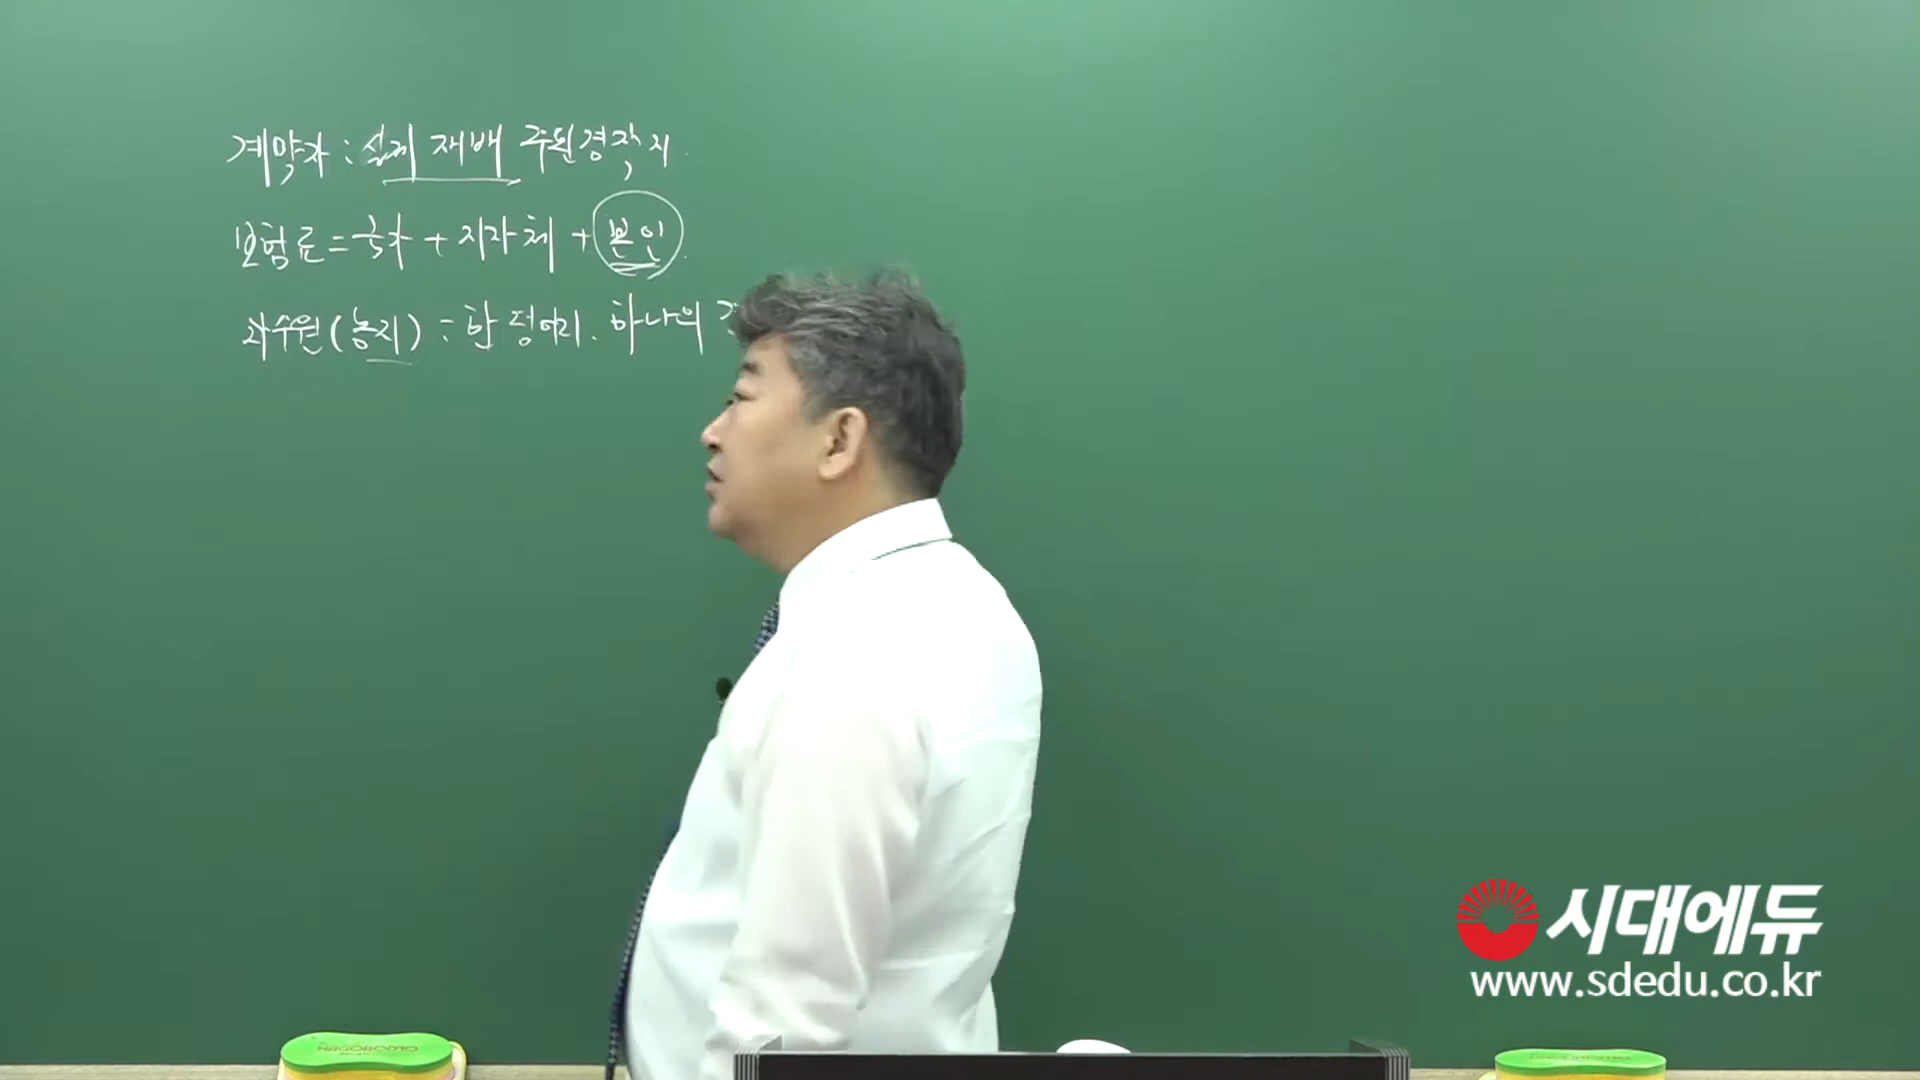 계약자 : 실제 재배 주된경작지
보험료 = 국가 + 지자체 + 본인
과수원 (농지) : 한 덩어리. 하나의
시대에듀
www.sdedu.co.kr
HAGOROMO